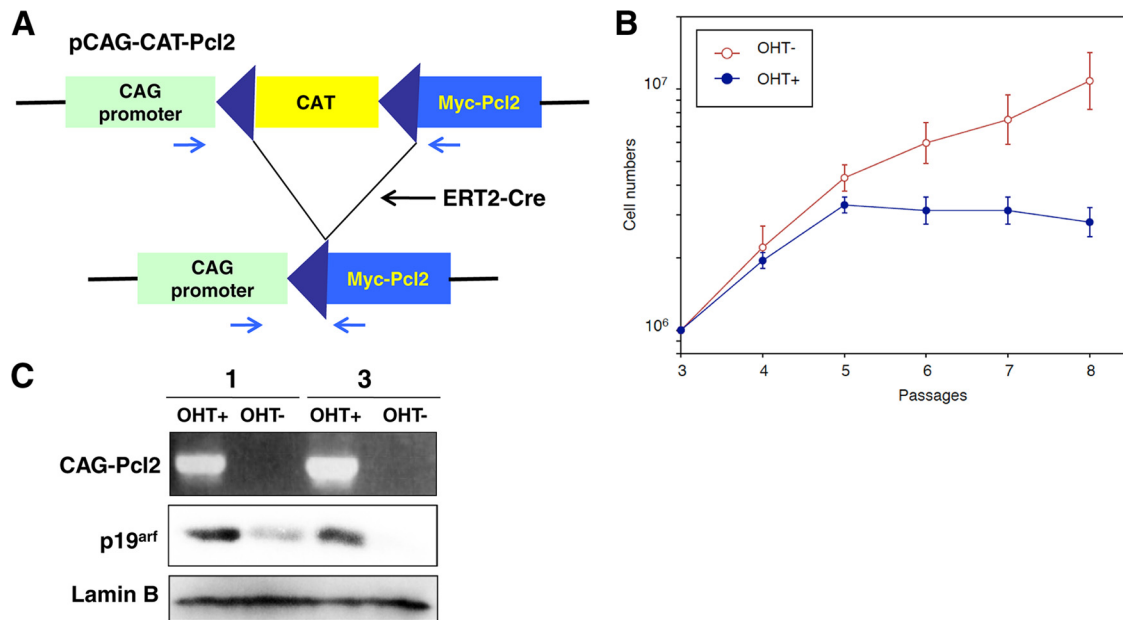 A
pCAG-CAT-Pcl2
CAG
promoter
CAT
Myc-Pcl2
ERT2-Cre
CAG
promoter
Myc-Pcl2
B
OHT-
OHT+
10⁷
10⁶
Cell numbers
3 4 5 6 7 8
Passages
C
1 3
OHT+ OHT- OHT+ OHT-
CAG-Pcl2
p19ᵃʳᶠ
Lamin B